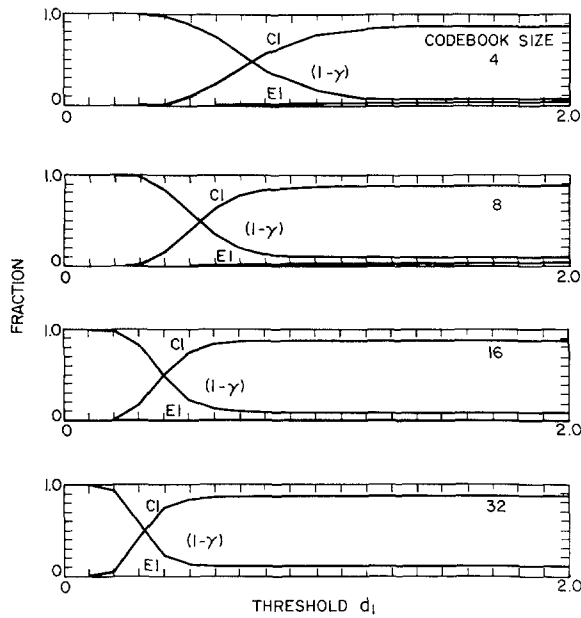 1.0
C1
CODEBOOK SIZE
4
(1-γ)
E1
0
0
2.0
1.0
C1
8
(1-γ)
E1
0
0
2.0
FRACTION
1.0
C1
16
(1-γ)
E1
0
0
2.0
1.0
C1
32
(1-γ)
E1
0
0
2.0
THRESHOLD d₁